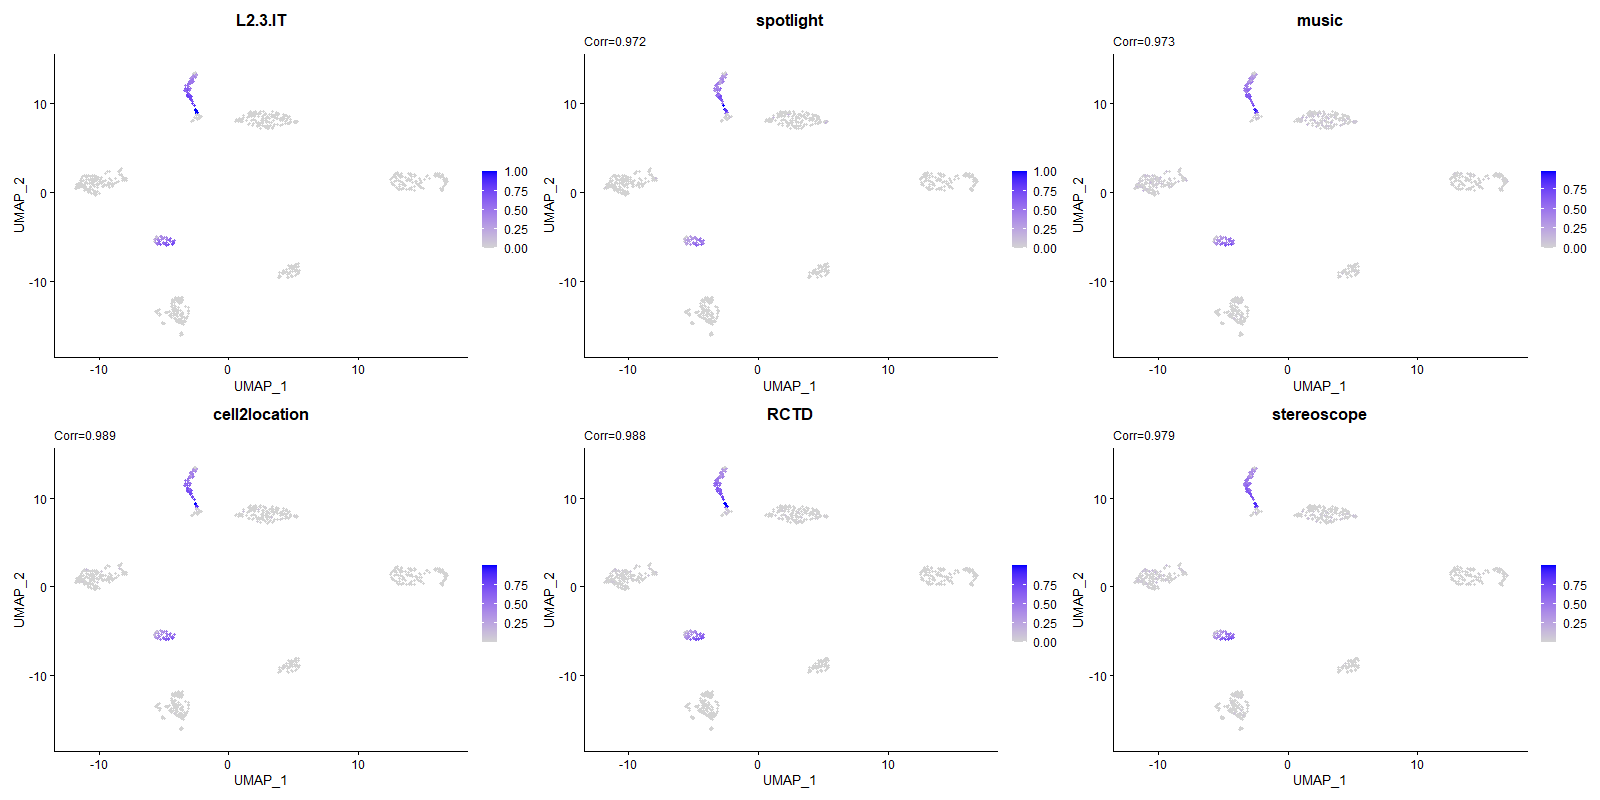 L2.3.IT
10
0
-10
UMAP_2
-10
0
10
UMAP_1
1.00
0.75
0.50
0.25
0.00
spotlight
Corr=0.972
10
0
-10
UMAP_2
-10
0
10
UMAP_1
1.00
0.75
0.50
0.25
0.00
music
Corr=0.973
10
0
-10
UMAP_2
-10
0
10
UMAP_1
0.75
0.50
0.25
0.00
cell2location
Corr=0.989
10
0
-10
UMAP_2
-10
0
10
UMAP_1
0.75
0.50
0.25
RCTD
Corr=0.988
10
0
-10
UMAP_2
-10
0
10
UMAP_1
0.75
0.50
0.25
0.00
stereoscope
Corr=0.979
10
0
-10
UMAP_2
-10
0
10
UMAP_1
0.75
0.50
0.25